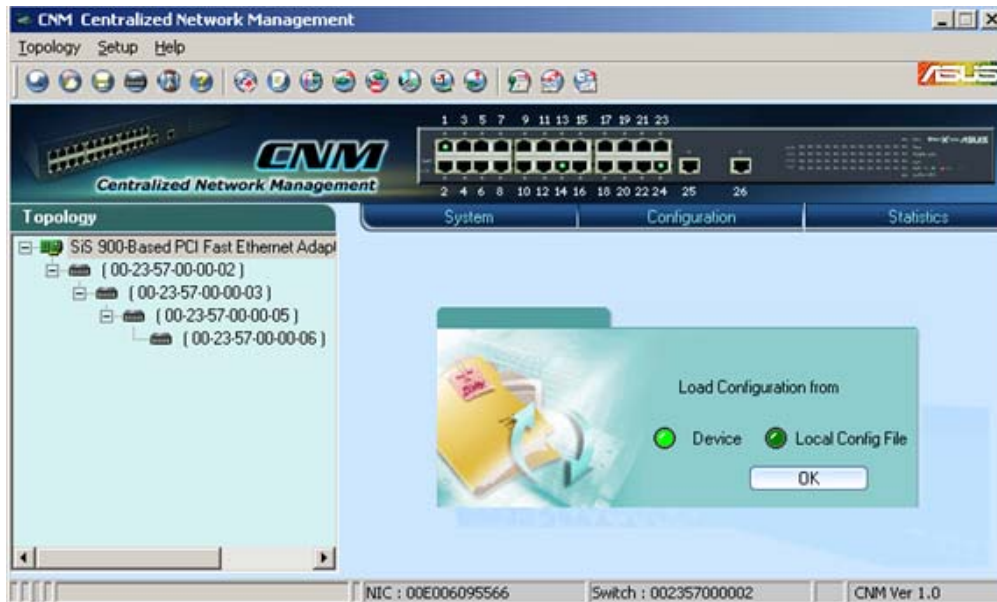 CNM Centralized Network Management
Topology Setup Help
ASUS
1 3 5 7 9 11 13 15 17 19 21 23
CNM
Centralized Network Management
2 4 6 8 10 12 14 16 18 20 22 24 25 26
Topology
System Configuration Statistics
SiS 900-Based PCI Fast Ethernet Adapt
( 00-23-57-00-00-02 )
( 00-23-57-00-00-03 )
( 00-23-57-00-00-05 )
( 00-23-57-00-00-06 )
Load Configuration from
Device Local Config File
OK
NIC : 00E006095566 Switch : 002357000002 CNM Ver 1.0